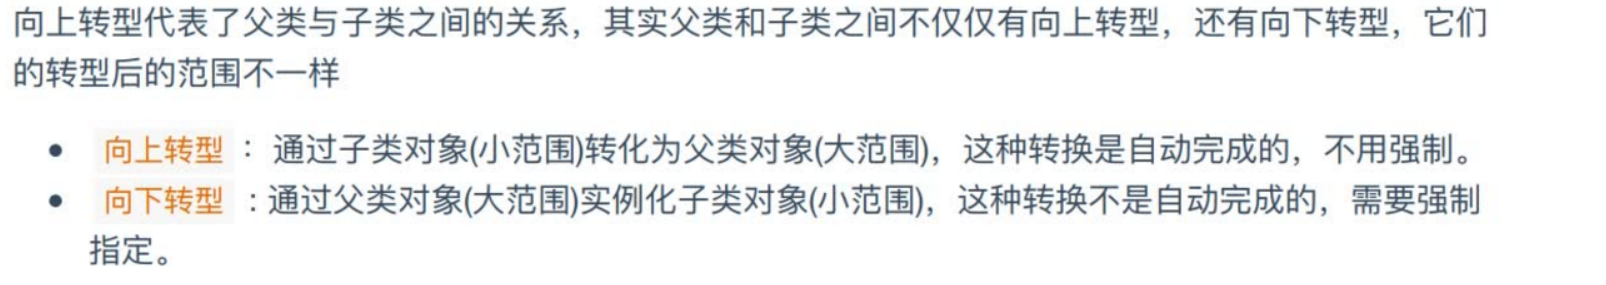 向上转型代表了父类与子类之间的关系，其实父类和子类之间不仅仅有向上转型，还有向下转型，它们
的转型后的范围不一样
• 向上转型 ： 通过子类对象(小范围)转化为父类对象(大范围)，这种转换是自动完成的，不用强制。
• 向下转型 : 通过父类对象(大范围)实例化子类对象(小范围)，这种转换不是自动完成的，需要强制
指定。